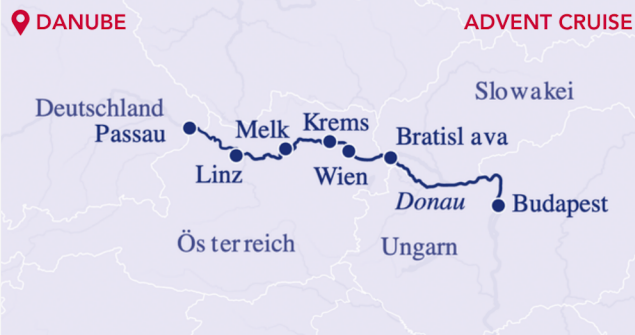 DANUBE
ADVENT CRUISE
Slowakei
Deutschland
Passau
Melk
Krems
Bratisl ava
Linz
Wien
Donau
Budapest
Ös ter reich
Ungarn